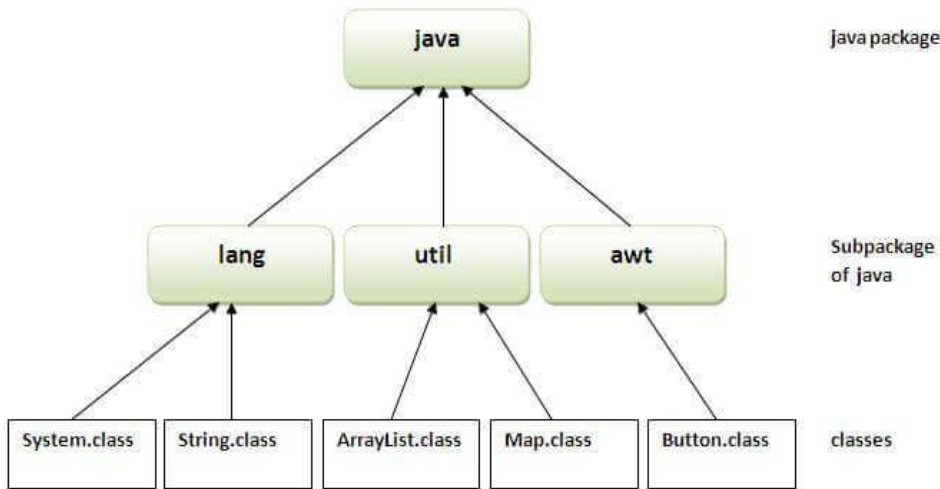 java
java package
lang
util
awt
Subpackage
of java
System.class
String.class
ArrayList.class
Map.class
Button.class
classes